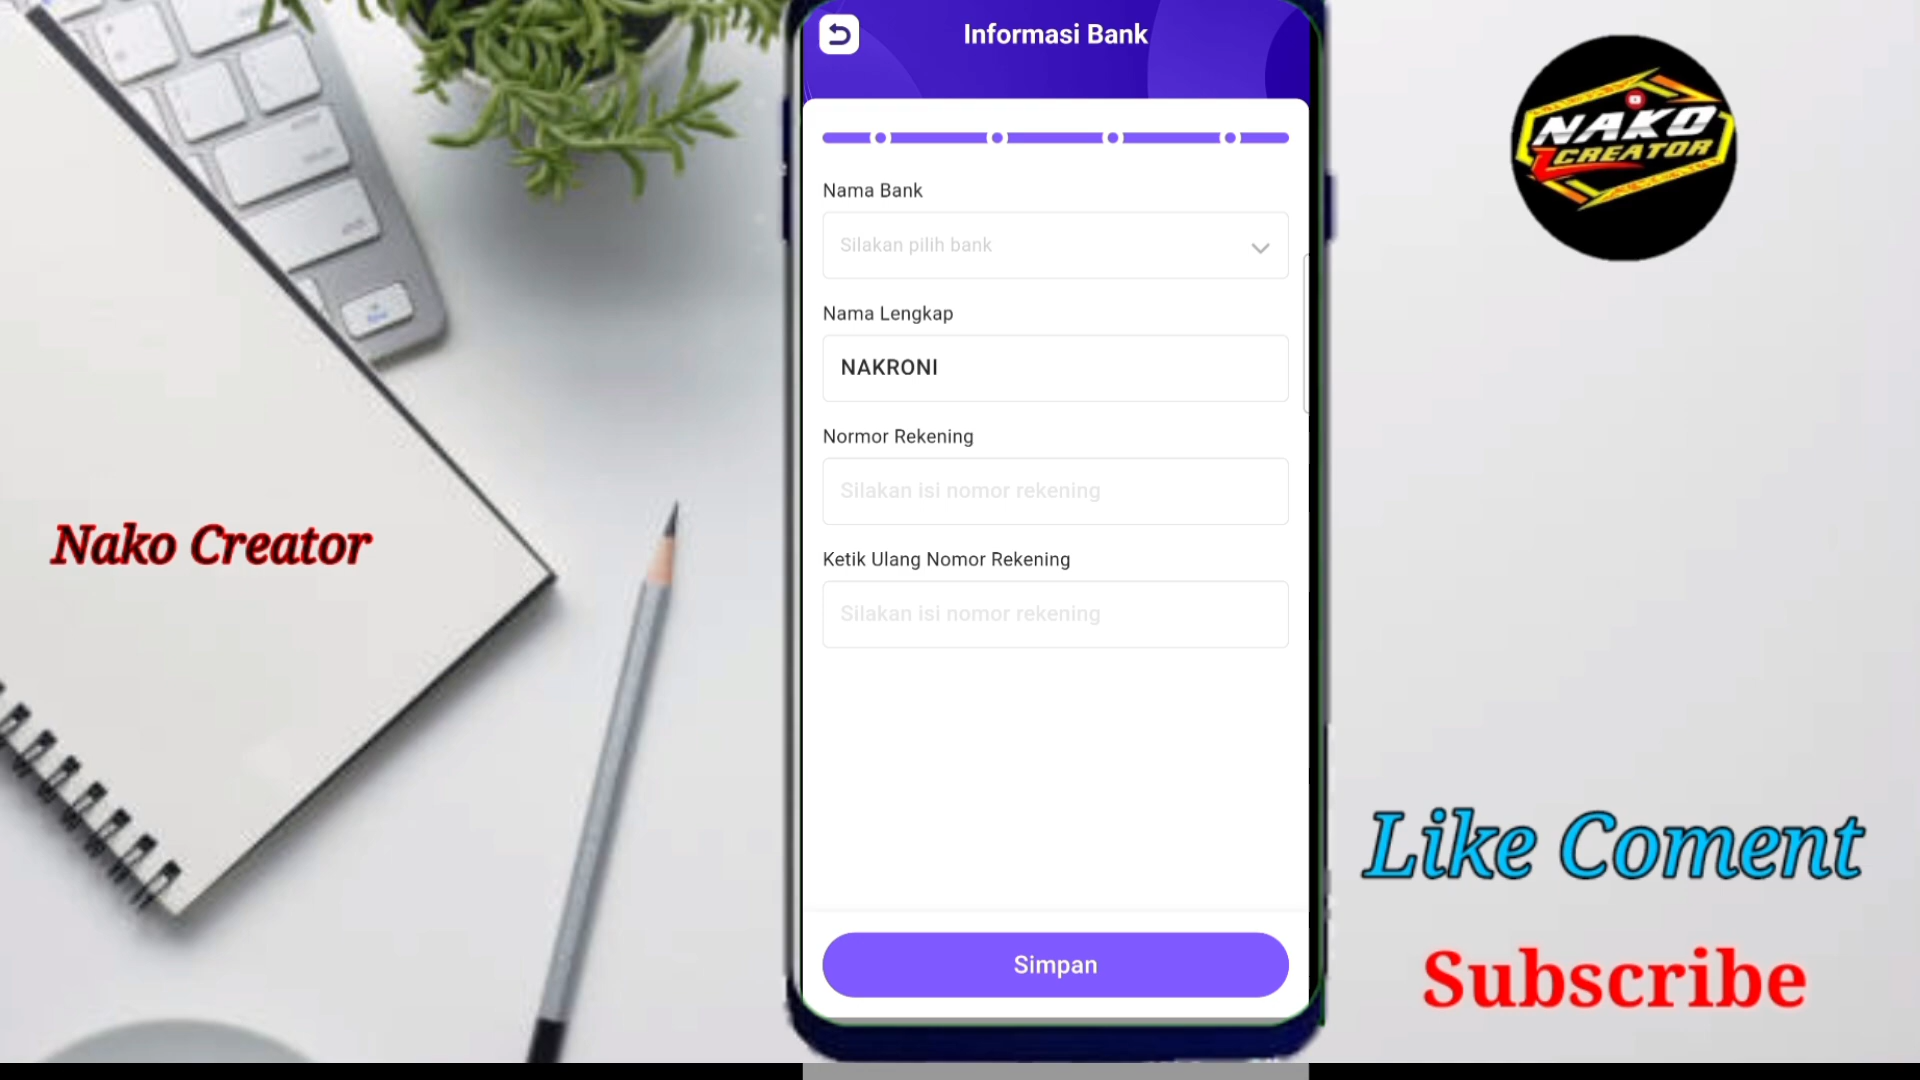 Informasi Bank
NAKO
CREATOR
Nama Bank
Silakan pilih bank
Nama Lengkap
NAKRONI
Normor Rekening
Silakan isi nomor rekening
Nako Creator
Ketik Ulang Nomor Rekening
Silakan isi nomor rekening
Like Coment
Simpan
Subscribe